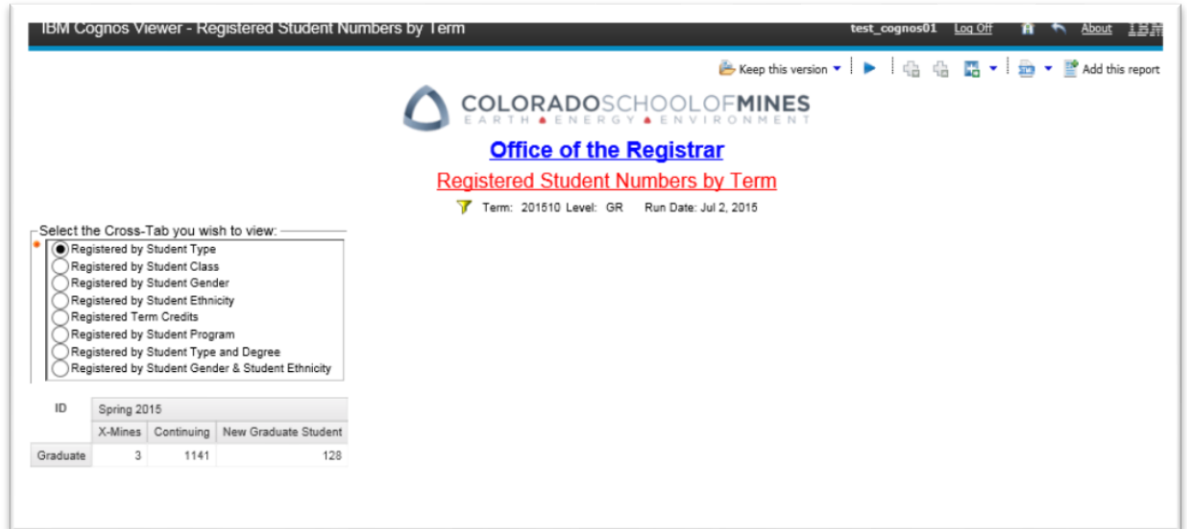 IBM Cognos Viewer - Registered Student Numbers by Term test_cognos01 Log Off About IBM
Keep this version Add this report
COLORADOSCHOOLOFMINES
EARTH ENERGY ENVIRONMENT
Office of the Registrar
Registered Student Numbers by Term
Term: 201510 Level: GR Run Date: Jul 2, 2015
Select the Cross-Tab you wish to view:
Registered by Student Type
Registered by Student Class
Registered by Student Gender
Registered by Student Ethnicity
Registered Term Credits
Registered by Student Program
Registered by Student Type and Degree
Registered by Student Gender & Student Ethnicity
ID Spring 2015
X-Mines Continuing New Graduate Student
Graduate 3 1141 128